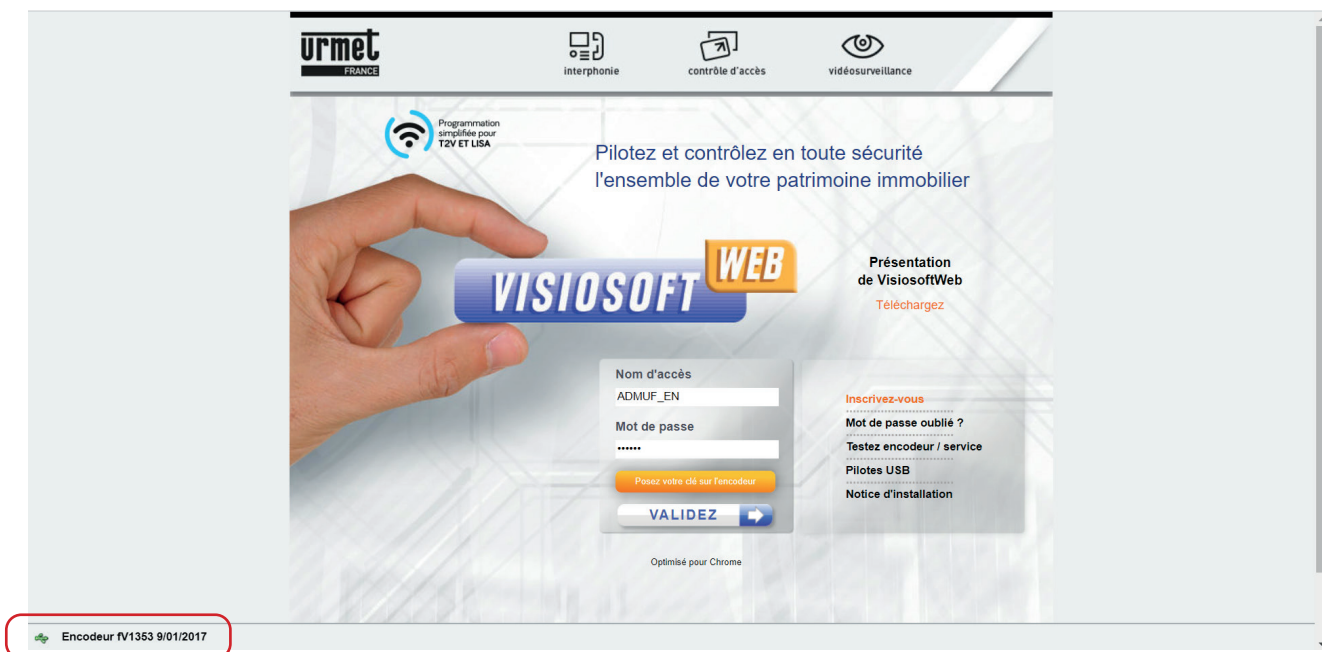 urmet
FRANCE
interphonie
contrôle d'accès
vidéosurveillance
Programmation
simplifiée pour
T2V ET LISA
Pilotez et contrôlez en toute sécurité
l'ensemble de votre patrimoine immobilier
VISIOSOFT WEB
Présentation
de VisiosoftWeb
Téléchargez
Nom d'accès
ADMUF_EN
Mot de passe
••••••
Posez votre clé sur l'encodeur
VALIDEZ
Inscrivez-vous
Mot de passe oublié ?
Testez encodeur / service
Pilotes USB
Notice d'installation
Optimisé pour Chrome
Encodeur fV1353 9/01/2017